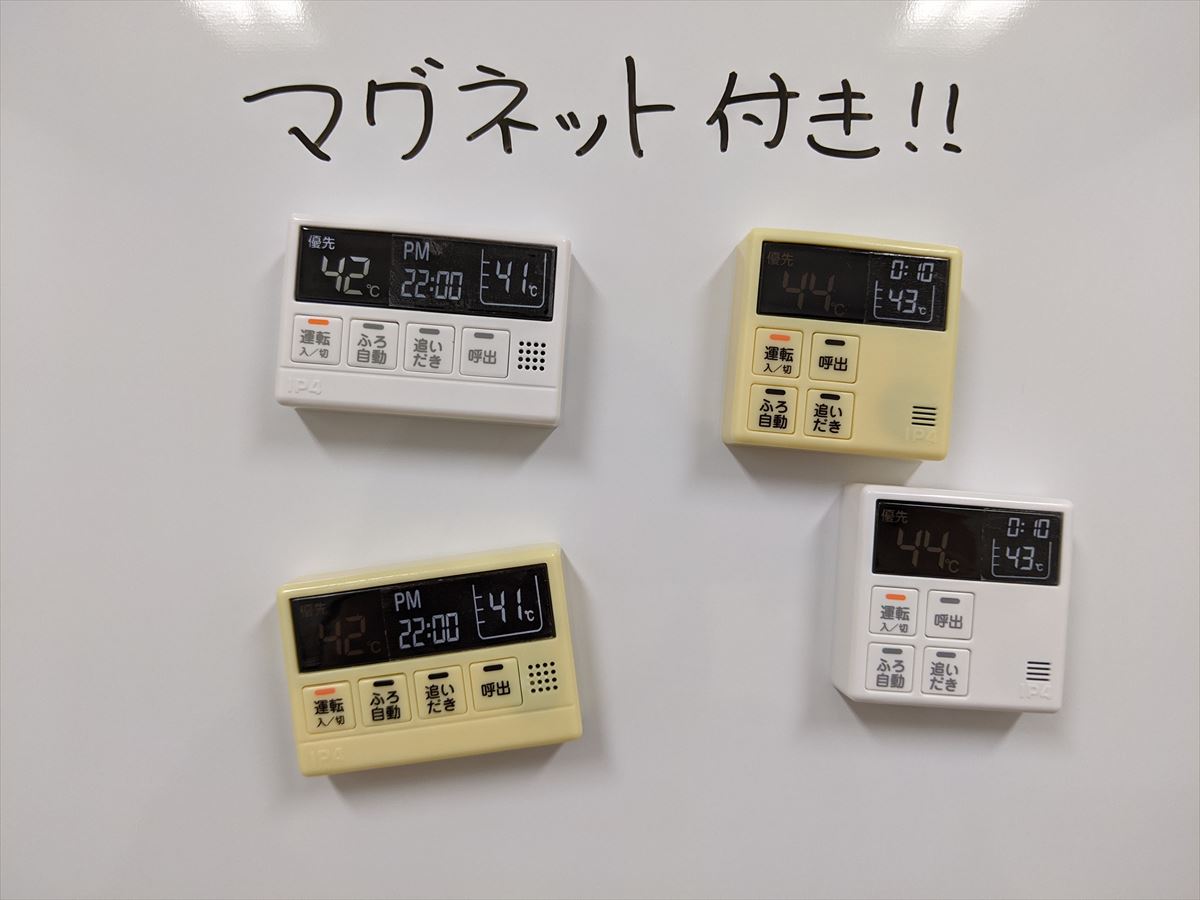 マグネット付き!!
優先 42℃ PM 22:00 41℃
運転 入/切 ふろ自動 追いだき 呼出
IP4
優先 44℃ 0:10 43℃
運転 入/切 呼出
ふろ自動 追いだき
IP4
優先 42℃ PM 22:00 41℃
運転 入/切 ふろ自動 追いだき 呼出
IP4
優先 44℃ 0:10 43℃
運転 入/切 呼出
ふろ自動 追いだき
IP4